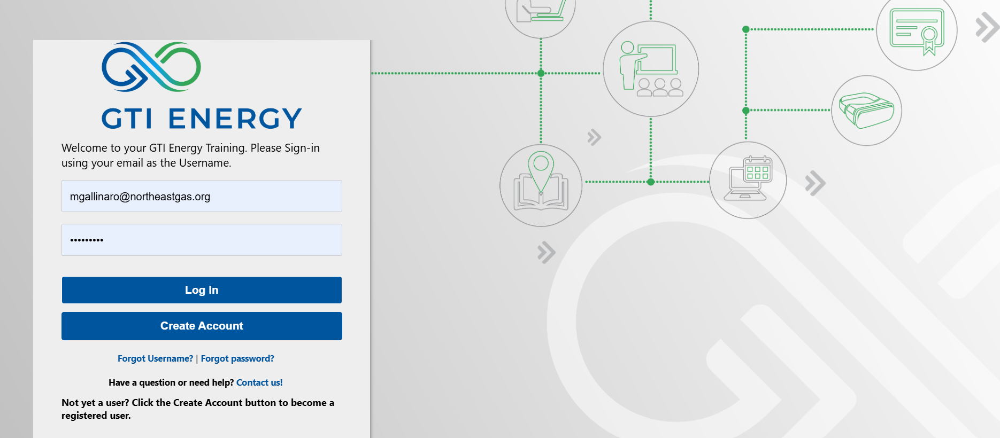 GTI ENERGY
Welcome to your GTI Energy Training. Please Sign-in
using your email as the Username.
mgallinaro@northeastgas.org
•••••••••
Log In
Create Account
Forgot Username? | Forgot password?
Have a question or need help? Contact us!
Not yet a user? Click the Create Account button to become a
registered user.